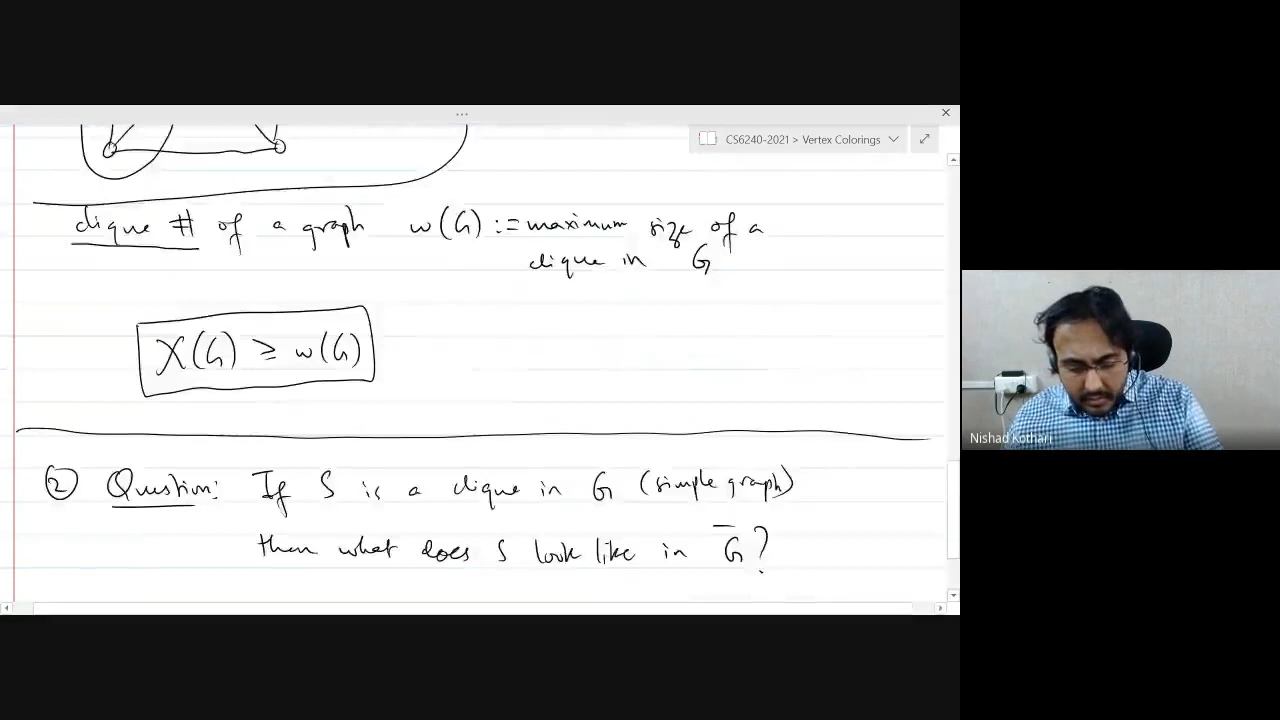 CS6240-2021 > Vertex Colorings
clique # of a graph ω(G) := maximum size of a
clique in G
χ(G) ≥ ω(G)
② Question: If S is a clique in G (simple graph)
then what does S look like in G̅?
Nishad Kothari